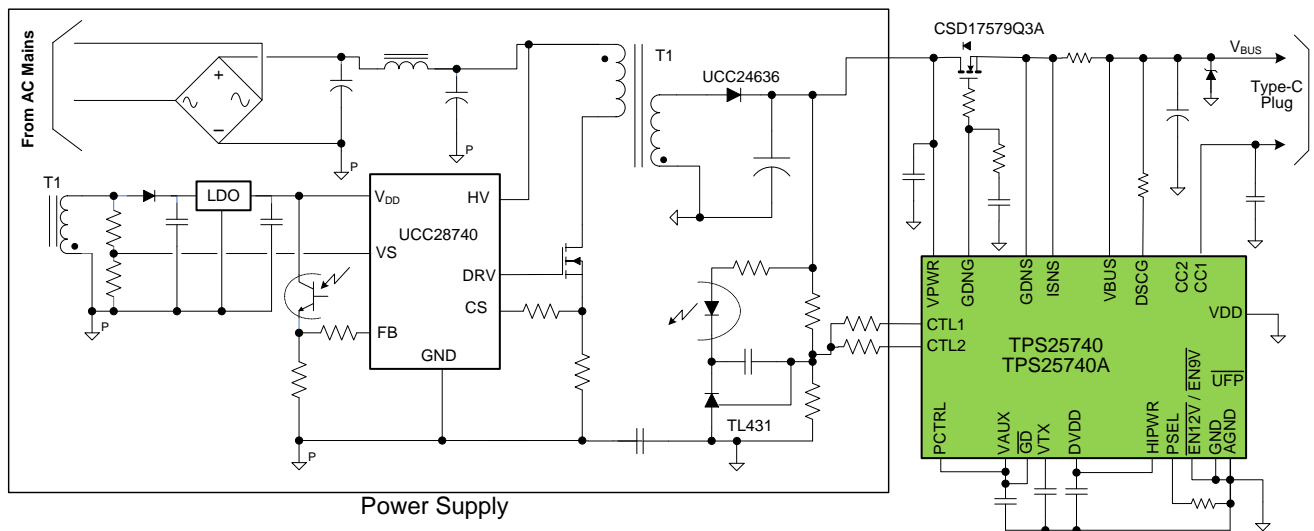 From AC Mains
T1
UCC24636
CSD17579Q3A
VBUS
Type-C
Plug
P
P
T1
LDO
VDD
HV
UCC28740
VS
DRV
CS
FB
GND
P
P
TL431
VPWR
GDNG
GDNS
ISNS
VBUS
DSCG
CC2
CC1
VDD
CTL1
CTL2
TPS25740
TPS25740A
UFP
PCTRL
VAUX
GD
VTX
DVDD
HIPWR
PSEL
EN12V / EN9V
GND
AGND
Power Supply